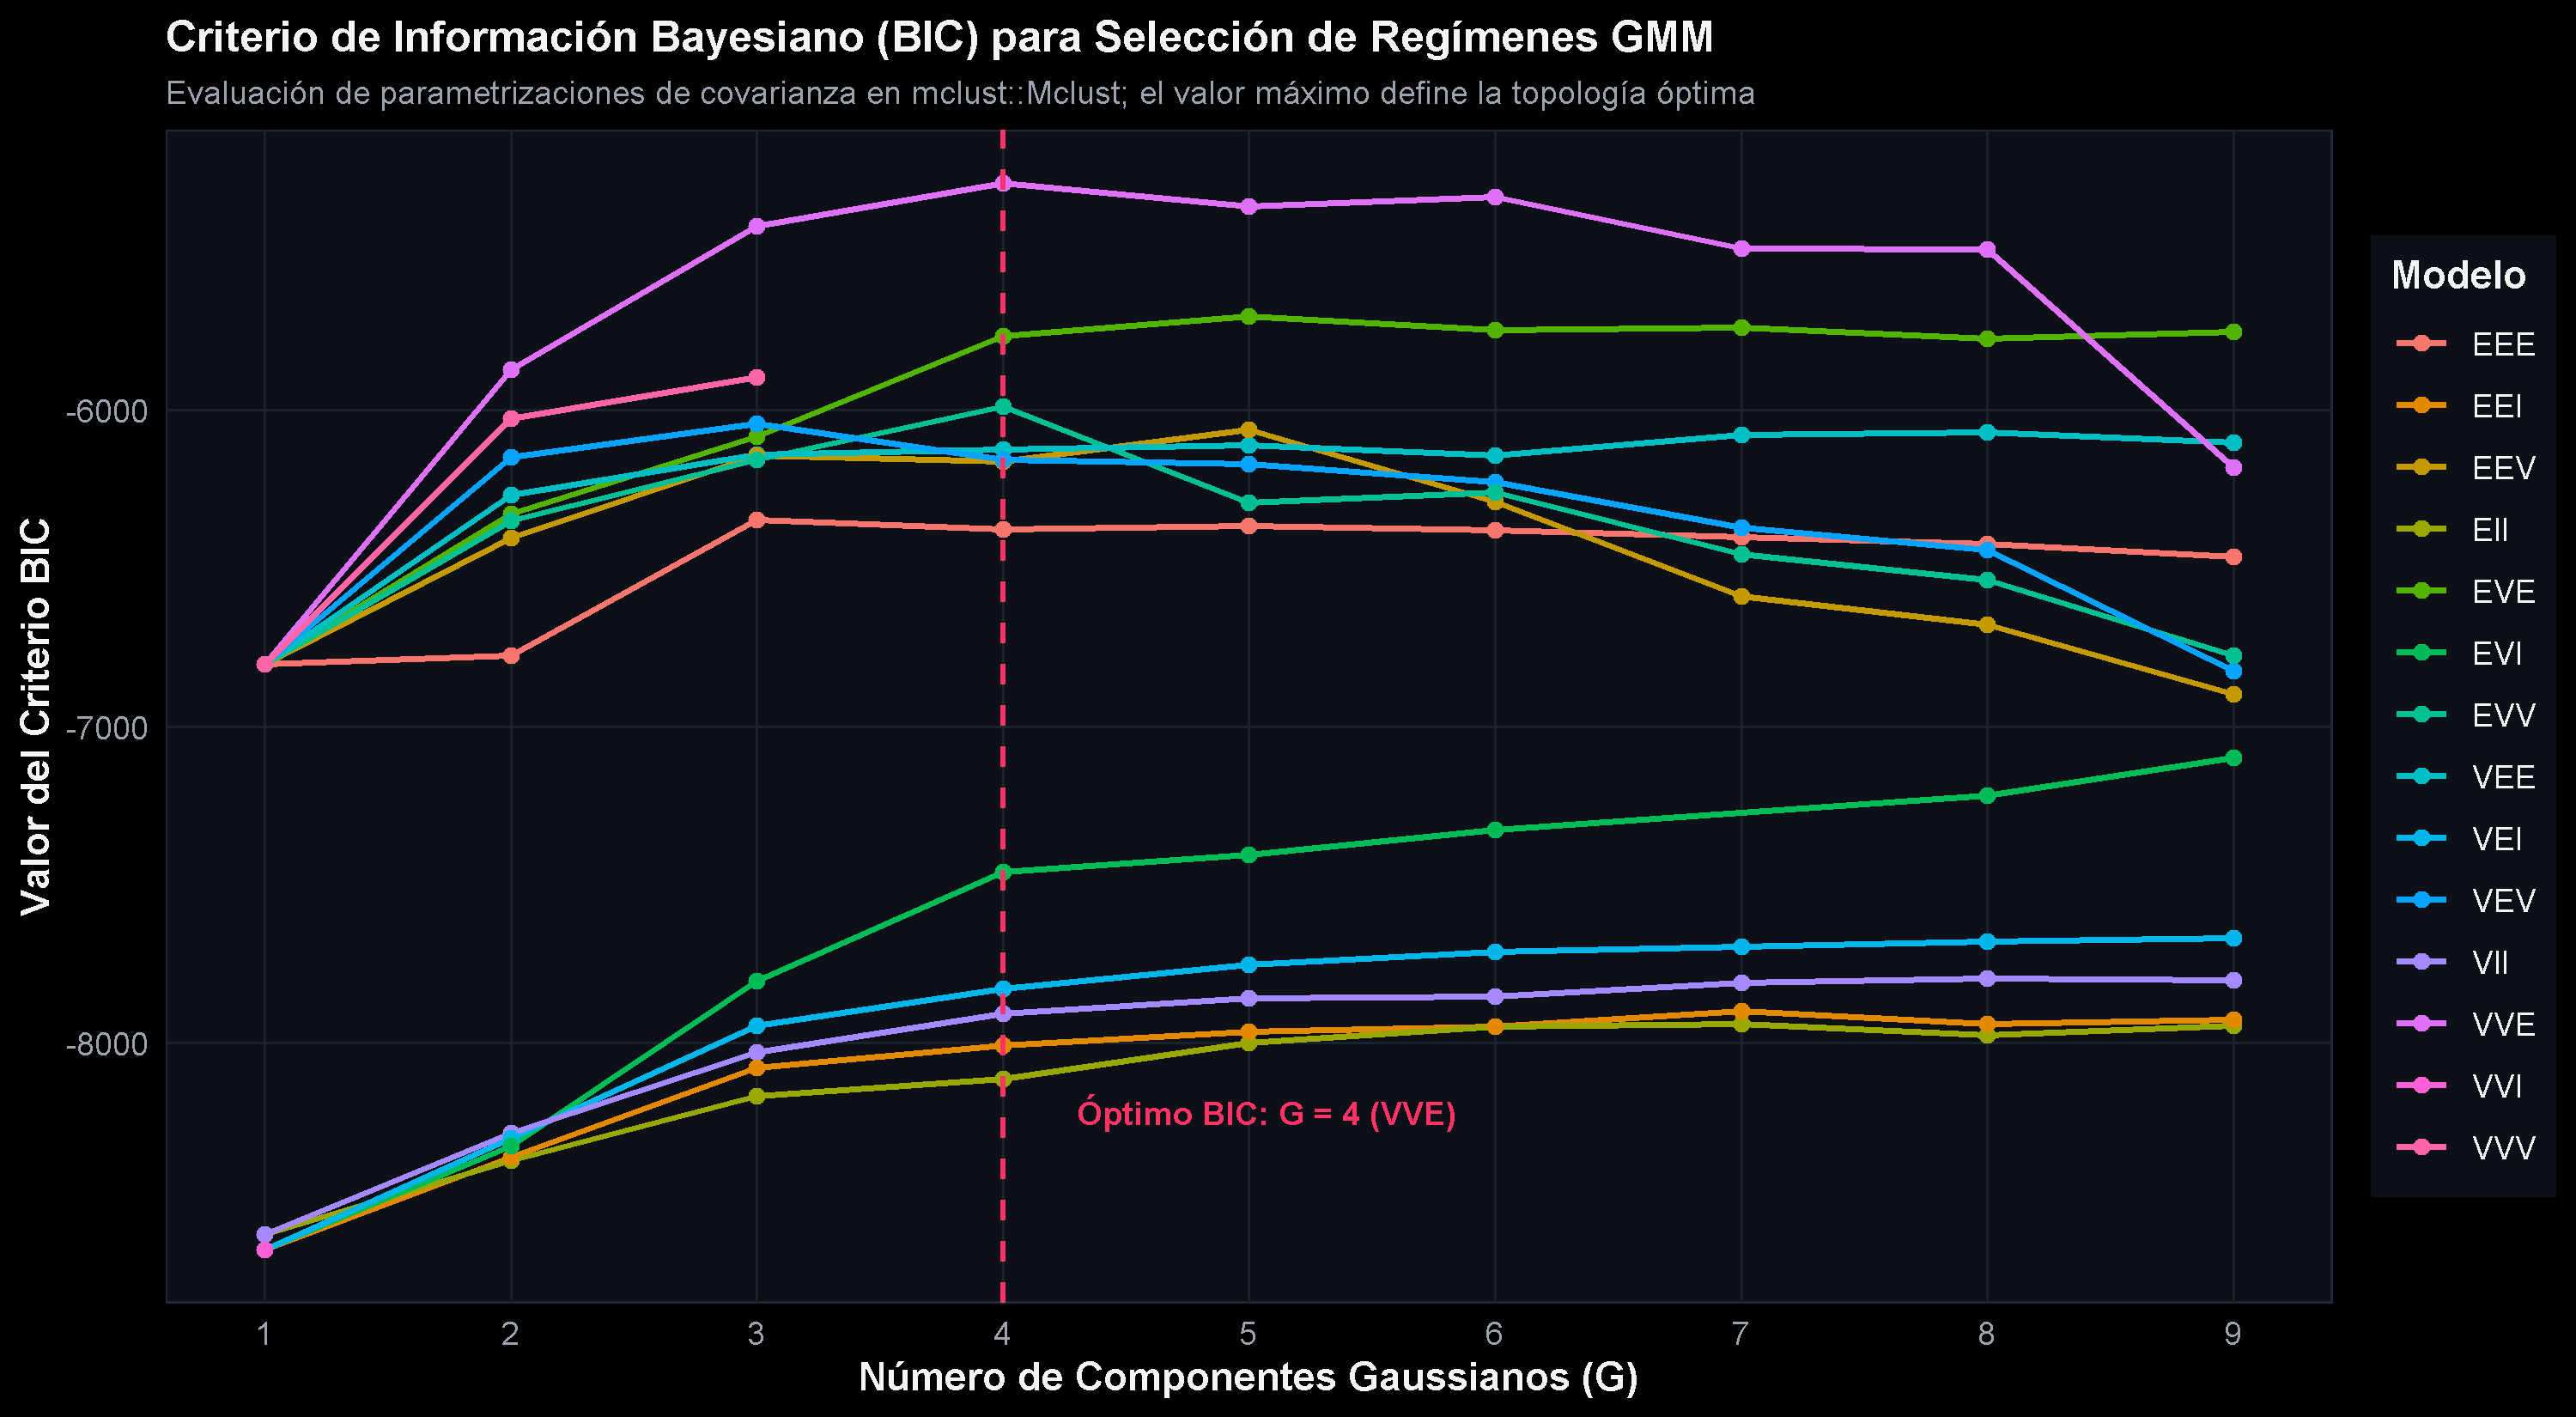 Criterio de Información Bayesiano (BIC) para Selección de Regímenes GMM
Evaluación de parametrizaciones de covarianza en mclust::Mclust; el valor máximo define la topología óptima
Valor del Criterio BIC
-6000
-7000
-8000
Óptimo BIC: G = 4 (VVE)
1 2 3 4 5 6 7 8 9
Número de Componentes Gaussianos (G)
Modelo
EEE
EEI
EEV
EII
EVE
EVI
EVV
VEE
VEI
VEV
VII
VVE
VVI
VVV